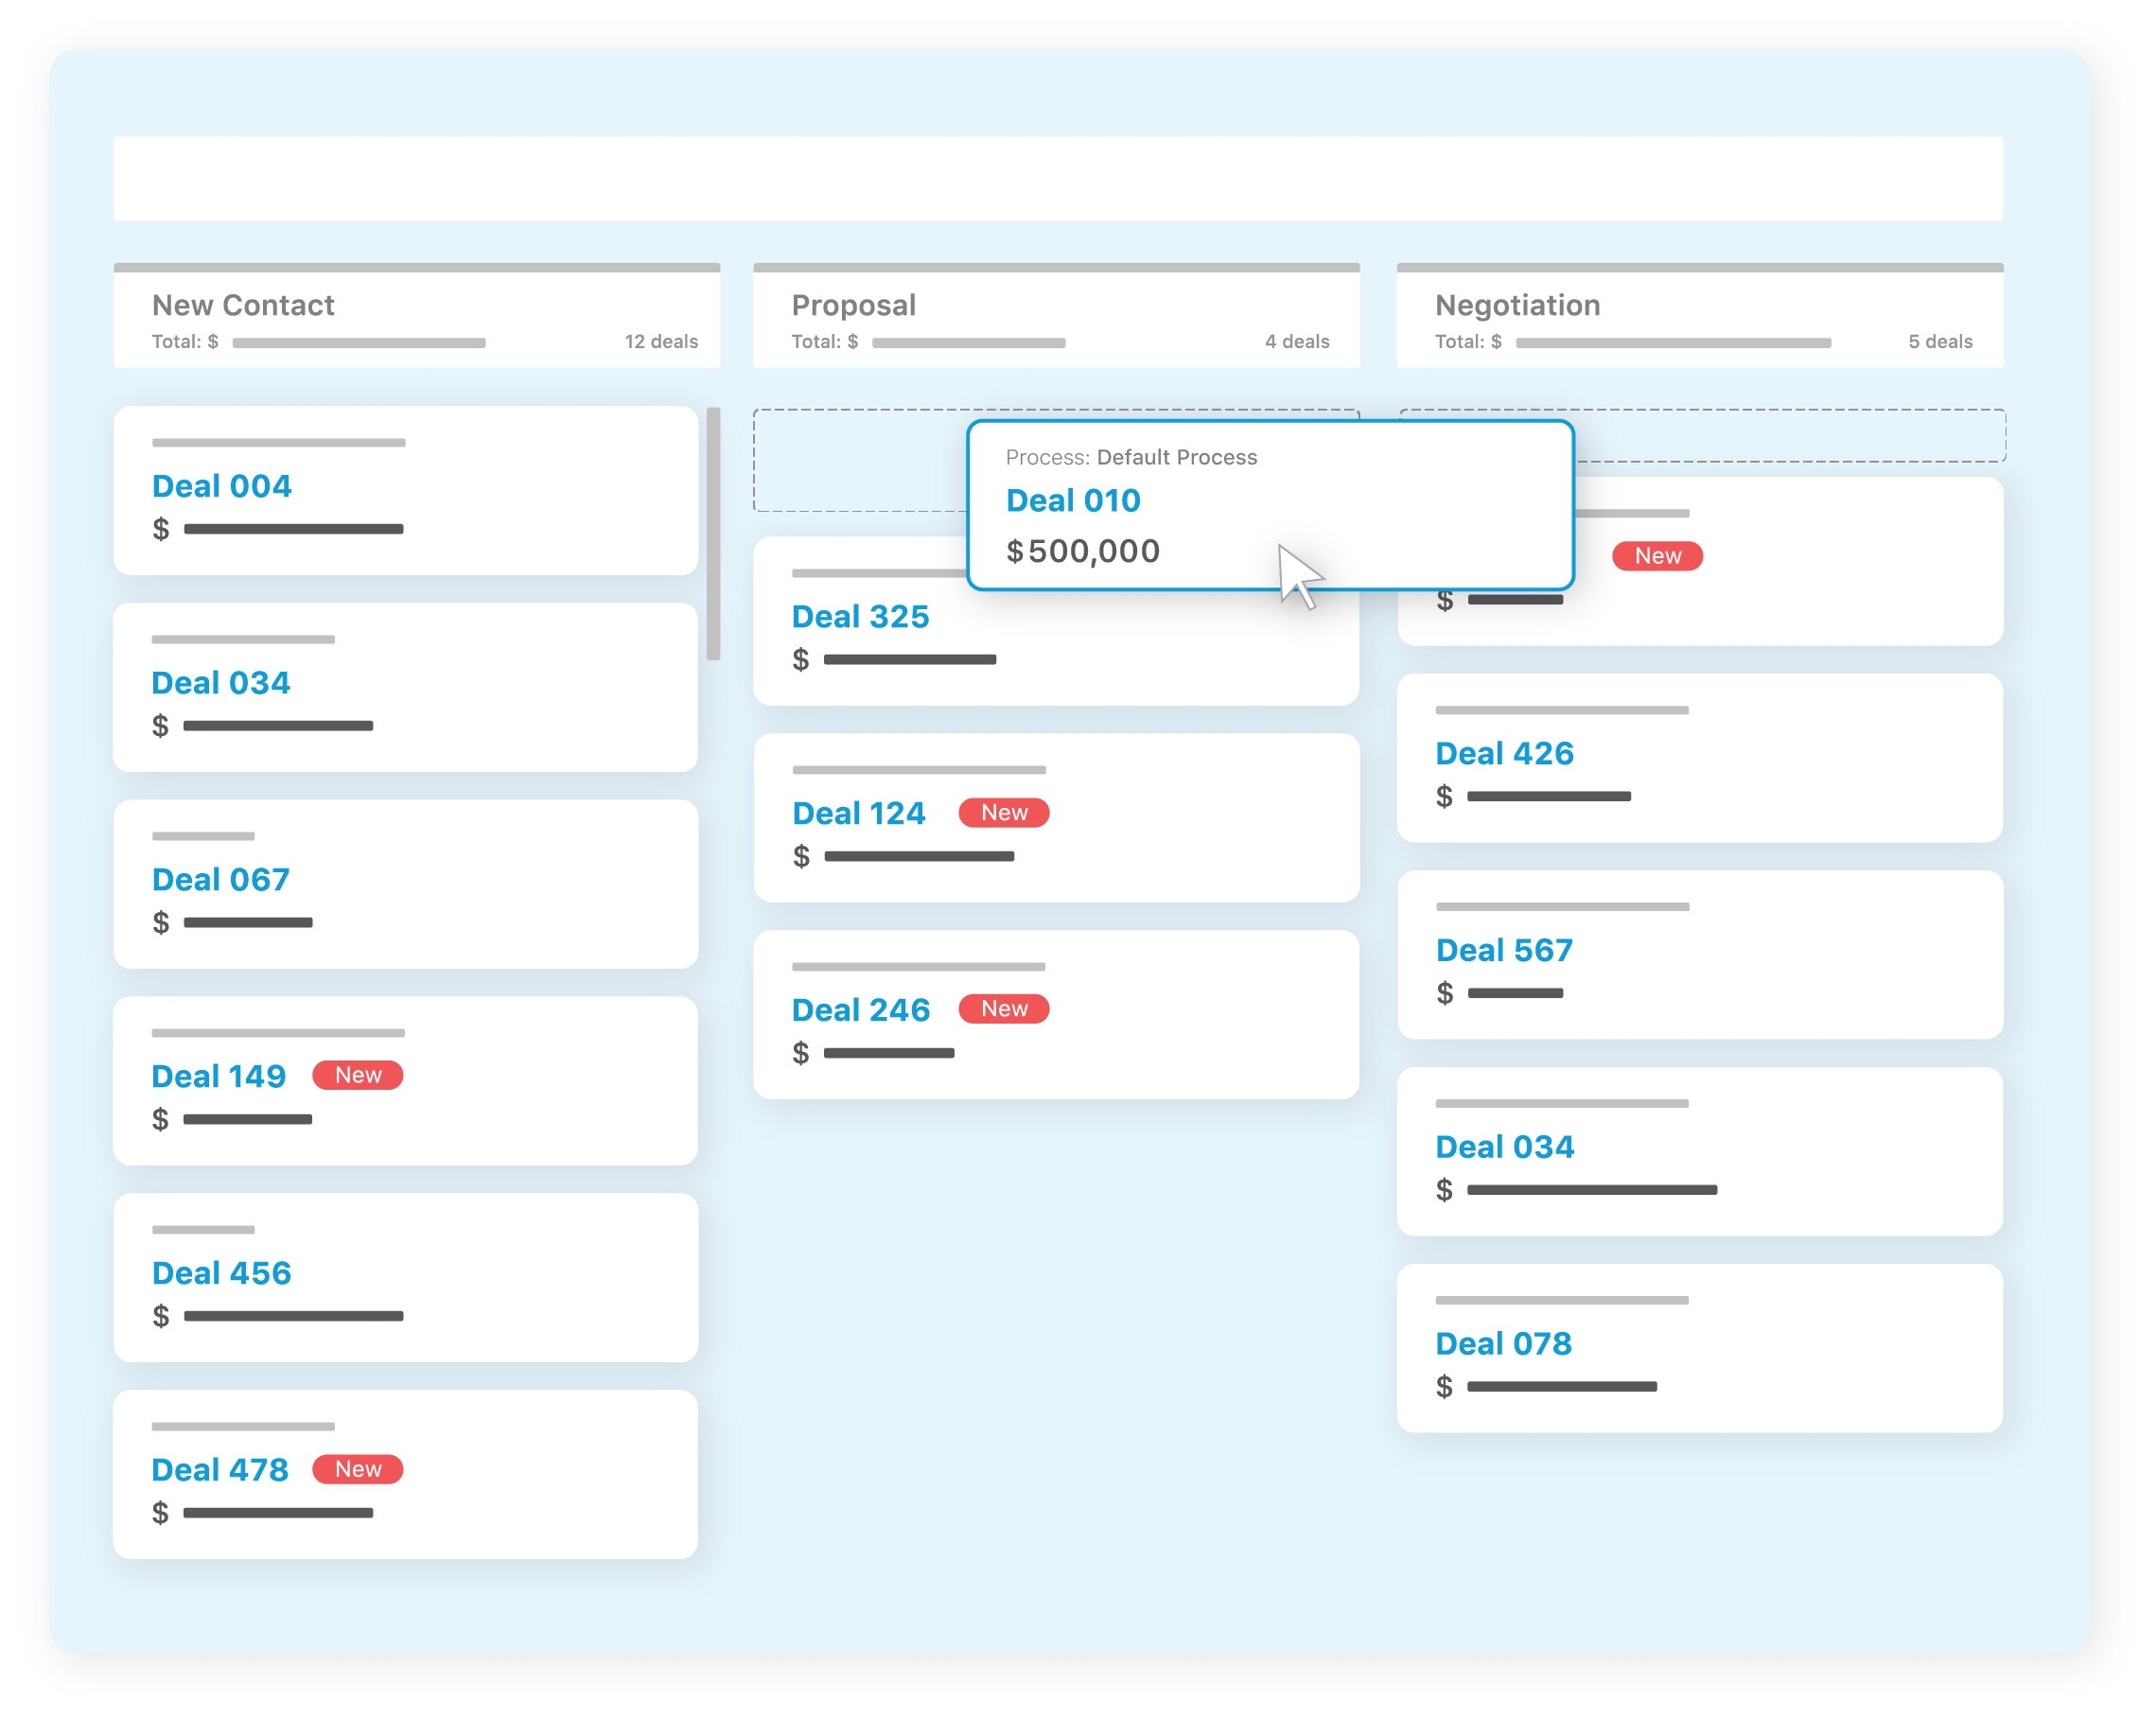 New Contact
Total: $
12 deals
Deal 004
$
Deal 034
$
Deal 067
$
Deal 149 New
$
Deal 456
$
Deal 478 New
$
Proposal
Total: $
4 deals
Process: Default Process
Deal 010
$500,000
Deal 325
$
Deal 124 New
$
Deal 246 New
$
Negotiation
Total: $
5 deals
New
$
Deal 426
$
Deal 567
$
Deal 034
$
Deal 078
$